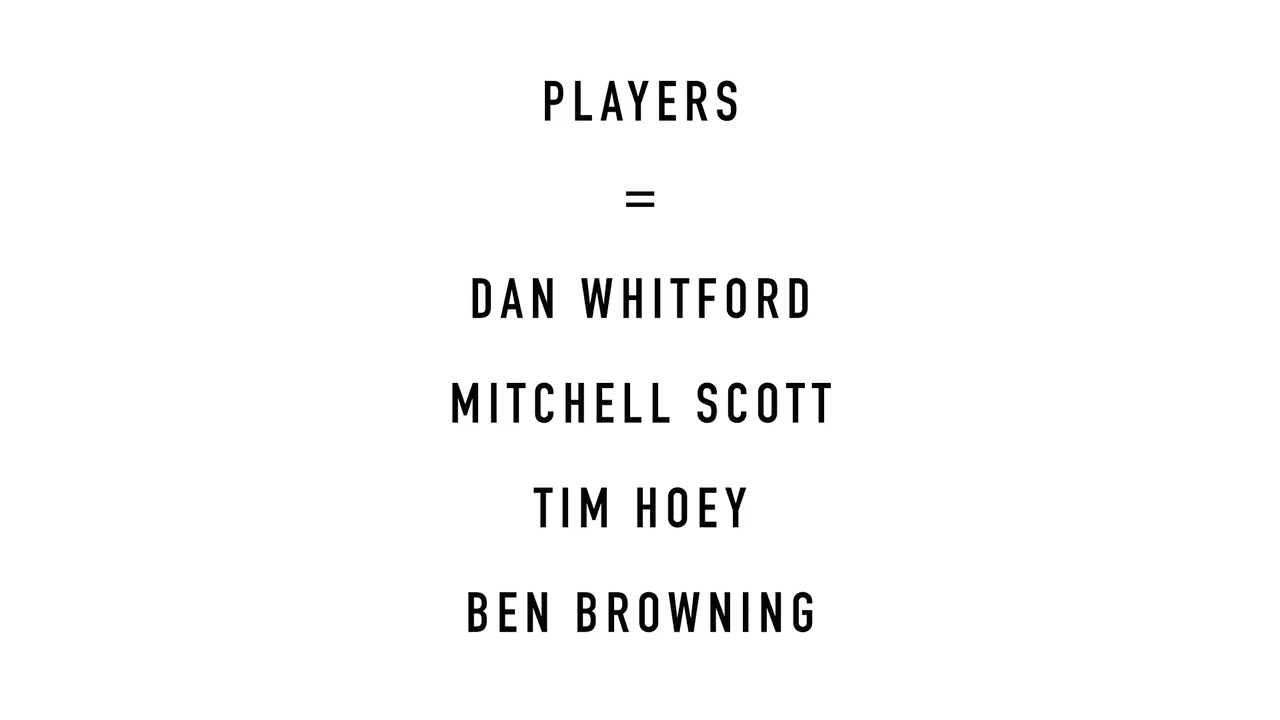 PLAYERS
=
DAN WHITFORD
MITCHELL SCOTT
TIM HOEY
BEN BROWNING